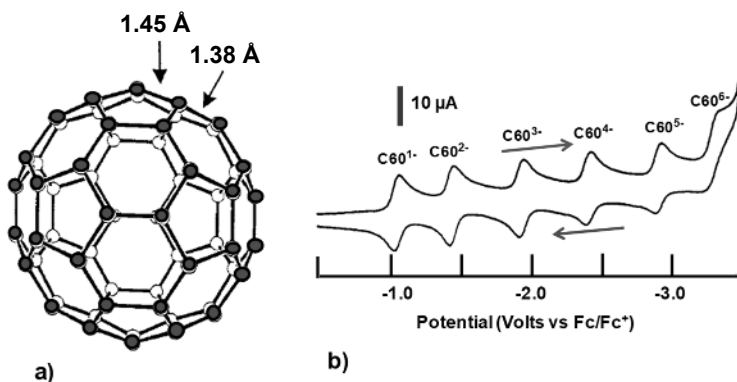 1.45 Å
1.38 Å
a)
10 µA
C60¹⁻
C60²⁻
C60³⁻
C60⁴⁻
C60⁵⁻
C60⁶⁻
-1.0
-2.0
-3.0
Potential (Volts vs Fc/Fc⁺)
b)